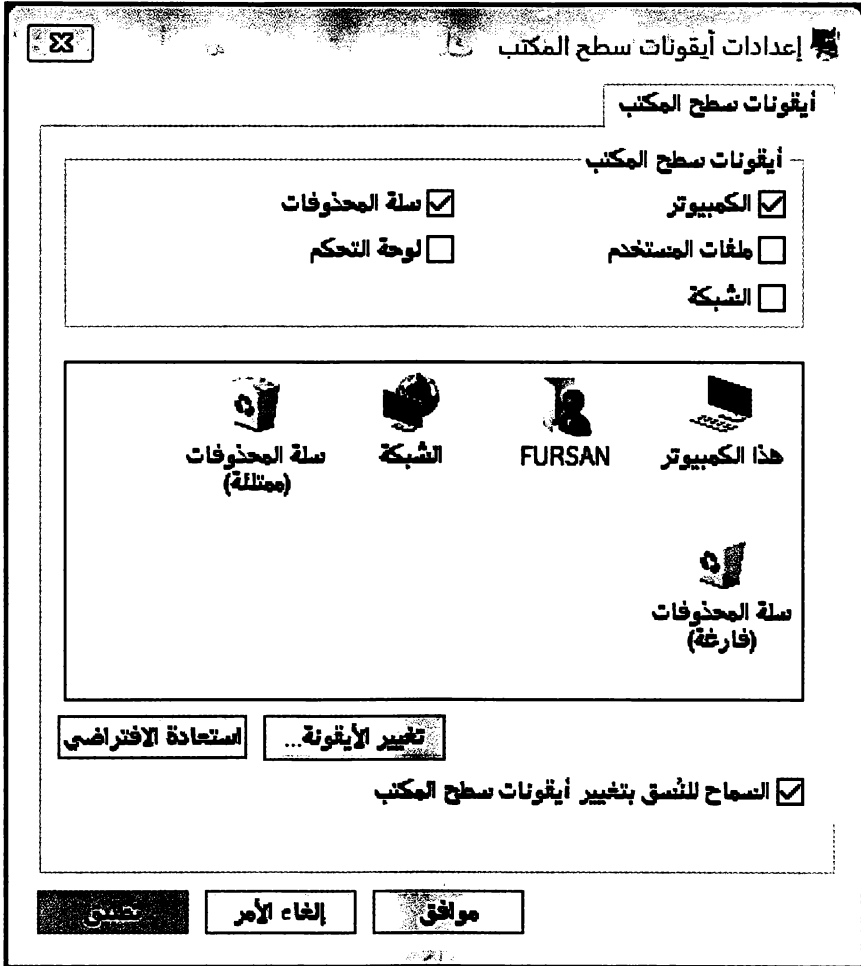 إعدادات أيقونات سطح المكتب
أيقونات سطح المكتب
أيقونات سطح المكتب
الكمبيوتر
سلة المحذوفات
ملفات المستخدم
لوحة التحكم
الشبكة
هذا الكمبيوتر
FURSAN
الشبكة
سلة المحذوفات
(ممتلئة)
سلة المحذوفات
(فارغة)
تغيير الأيقونة...
استعادة الافتراضي
السماح للنُسق بتغيير أيقونات سطح المكتب
موافق
إلغاء الأمر
تطبيق